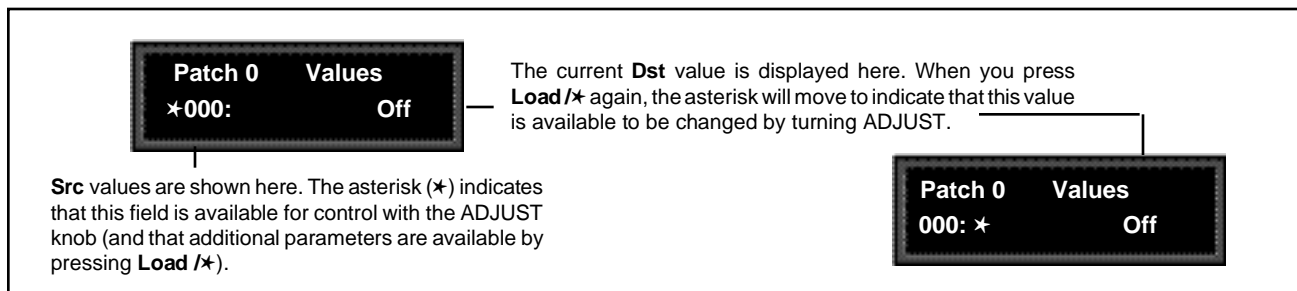 Patch 0 Values
✶000: Off
The current Dst value is displayed here. When you press
Load /✶ again, the asterisk will move to indicate that this value
is available to be changed by turning ADJUST.
Src values are shown here. The asterisk (✶) indicates
that this field is available for control with the ADJUST
knob (and that additional parameters are available by
pressing Load /✶).
Patch 0 Values
000: ✶ Off